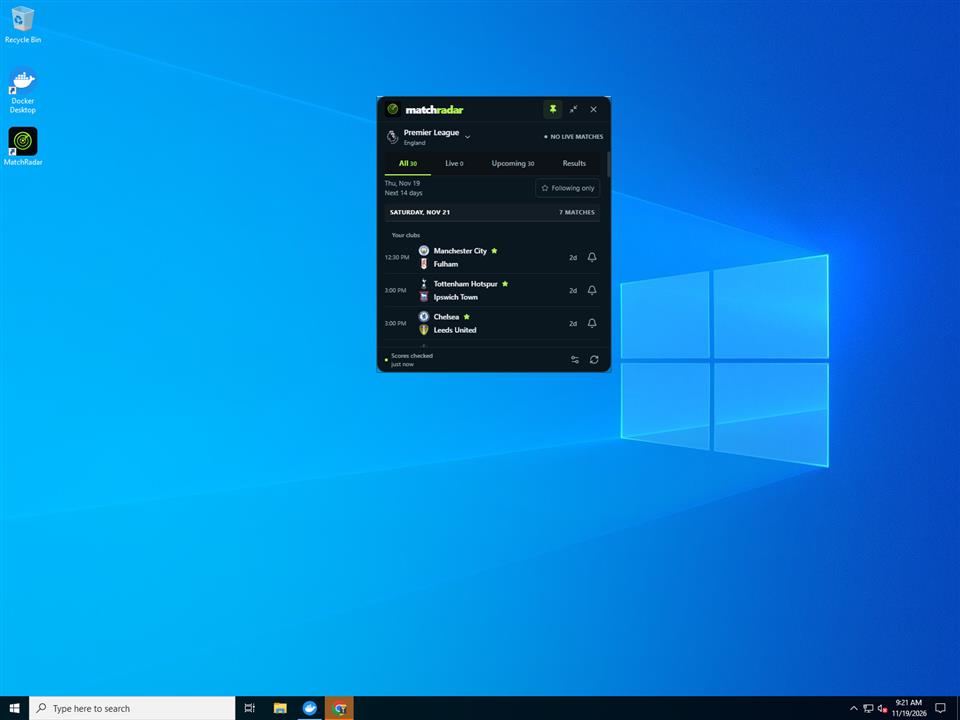 Recycle Bin
Docker
Desktop
MatchRadar
matchradar
Premier League
England
NO LIVE MATCHES
All 30
Live 0
Upcoming 30
Results
Thu, Nov 19
Next 14 days
Following only
SATURDAY, NOV 21
7 MATCHES
Your clubs
12:30 PM
Manchester City
Fulham
2d
3:00 PM
Tottenham Hotspur
Ipswich Town
2d
3:00 PM
Chelsea
Leeds United
2d
Scores checked
just now
Type here to search
9:21 AM
11/19/2026